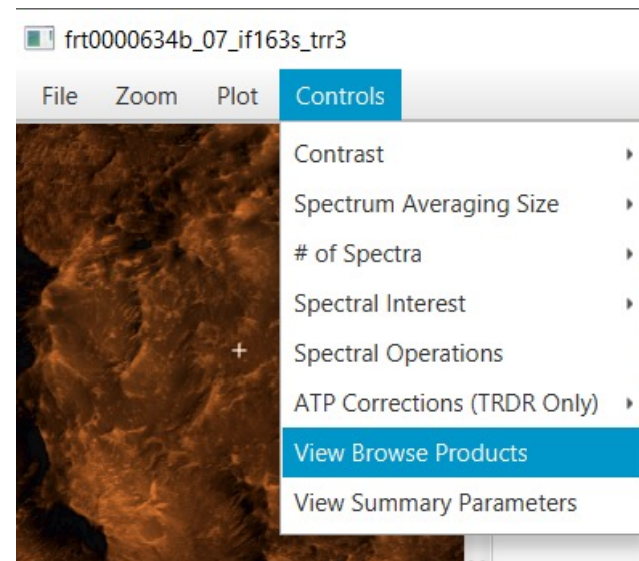 frt0000634b_07_if163s_trr3
File Zoom Plot Controls
Contrast
Spectrum Averaging Size
# of Spectra
Spectral Interest
Spectral Operations
ATP Corrections (TRDR Only)
View Browse Products
View Summary Parameters